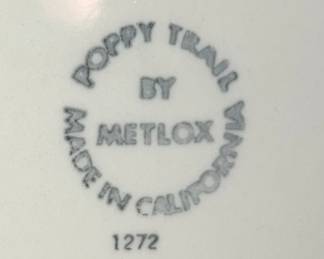 POPPY TRAIL
BY
METLOX
MADE IN CALIFORNIA
1272